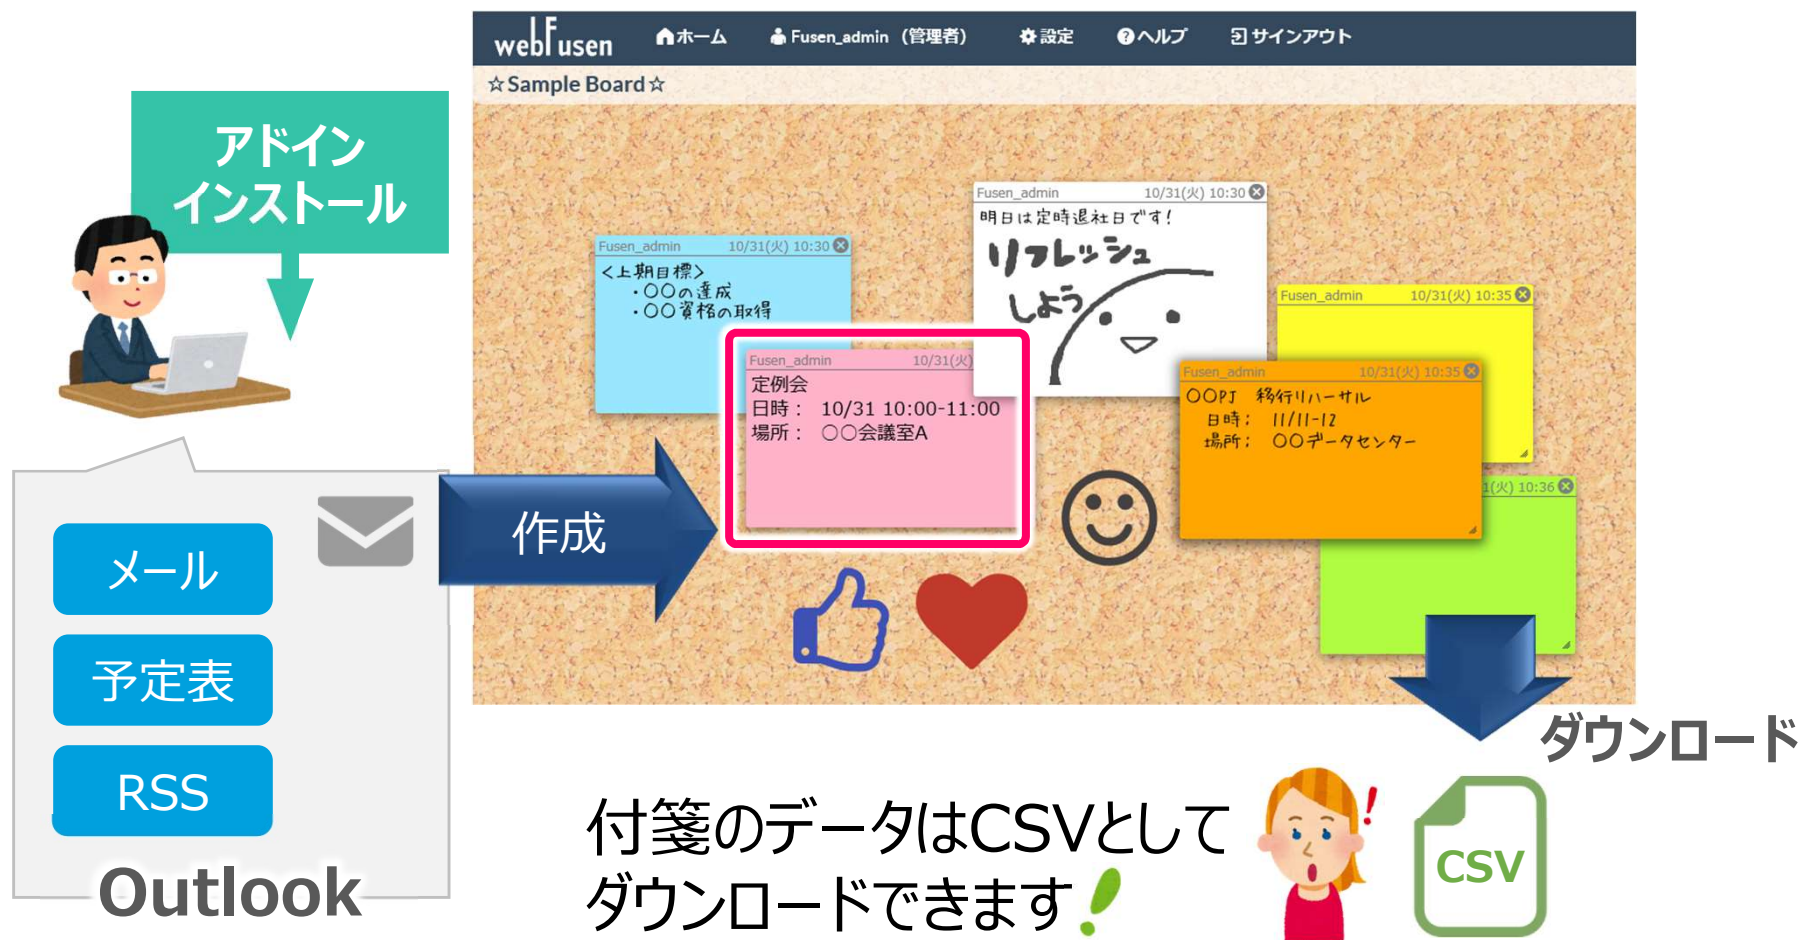 webFusen
ホーム
Fusen_admin （管理者）
設定
ヘルプ
サインアウト
☆Sample Board☆
アドイン
インストール
Fusen_admin 10/31(火) 10:30
＜上期目標＞
・〇〇の達成
・〇〇資格の取得
Fusen_admin 10/31(火) 10:30
明日は定時退社日です！
リフレッシュ
しよう
Fusen_admin 10/31(火)
定例会
日時： 10/31 10:00-11:00
場所： 〇〇会議室A
Fusen_admin 10/31(火) 10:35
Fusen_admin 10/31(火) 10:35
〇〇PJ 移行リハーサル
日時： 11/11-12
場所： 〇〇データセンター
(火) 10:36
作成
メール
予定表
RSS
Outlook
ダウンロード
付箋のデータはCSVとして
ダウンロードできます！
CSV